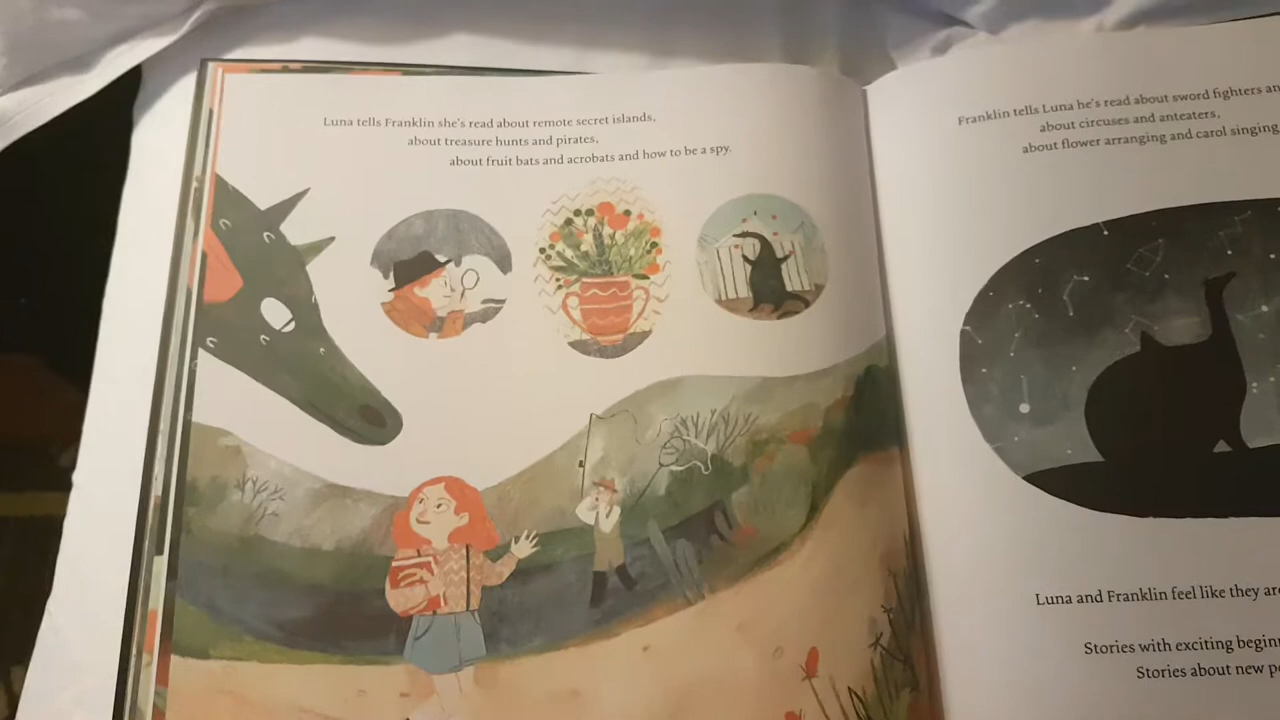 Luna tells Franklin she's read about remote secret islands,
about treasure hunts and pirates,
about fruit bats and acrobats and how to be a spy.
Franklin tells Luna he's read about sword fighters
about circuses and anteaters,
about flower arranging and carol singing
Luna and Franklin feel like they
Stories with exciting
Stories about new